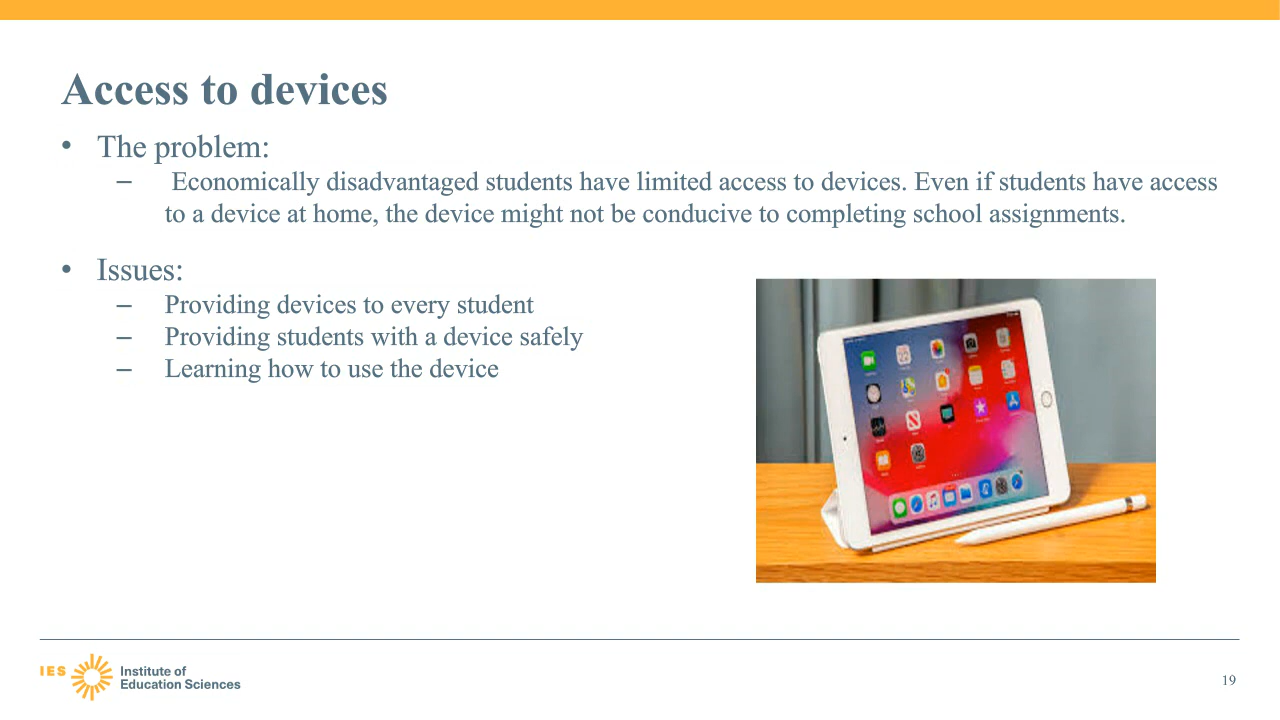 Access to devices
• The problem:
– Economically disadvantaged students have limited access to devices. Even if students have access
to a device at home, the device might not be conducive to completing school assignments.
• Issues:
– Providing devices to every student
– Providing students with a device safely
– Learning how to use the device
IES
Institute of
Education Sciences
19